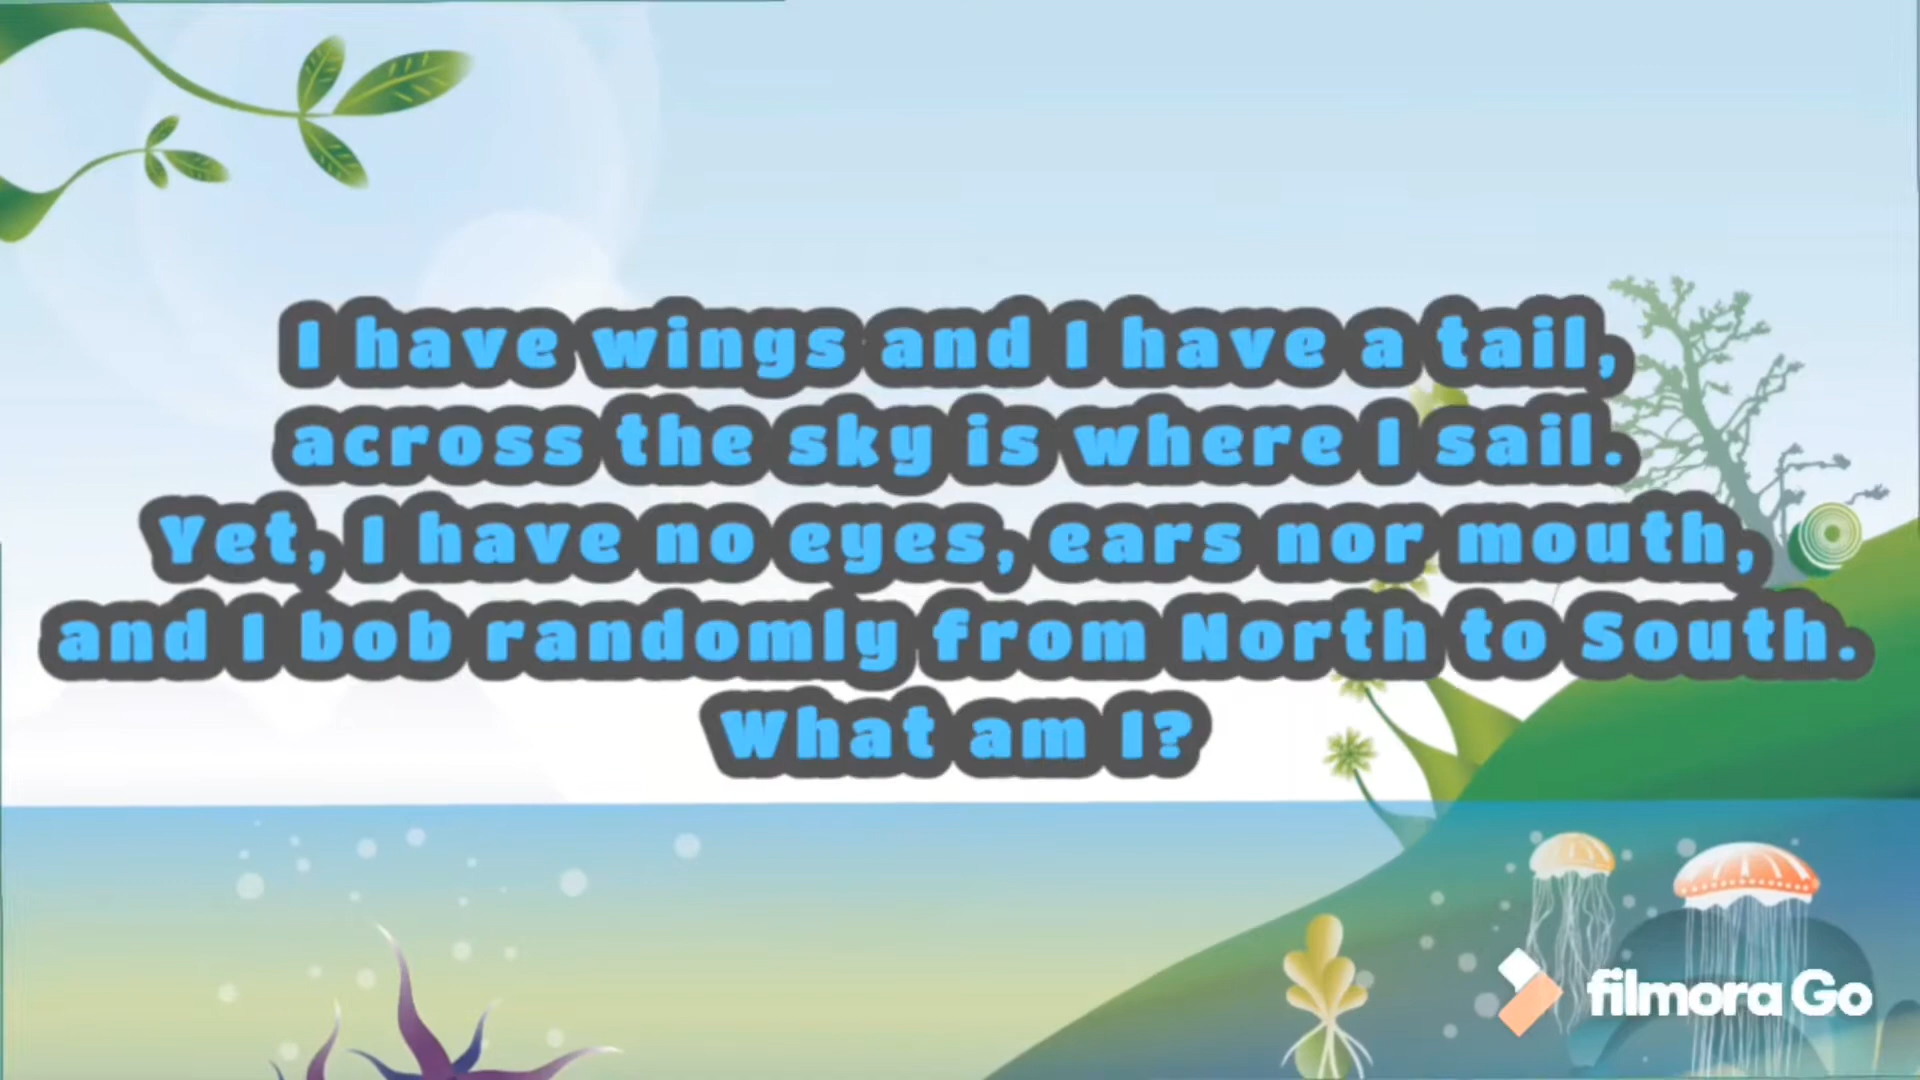 I have wings and I have a tail,
across the sky is where I sail.
Yet, I have no eyes, ears nor mouth,
and I bob randomly from North to South.
What am I?
filmora Go